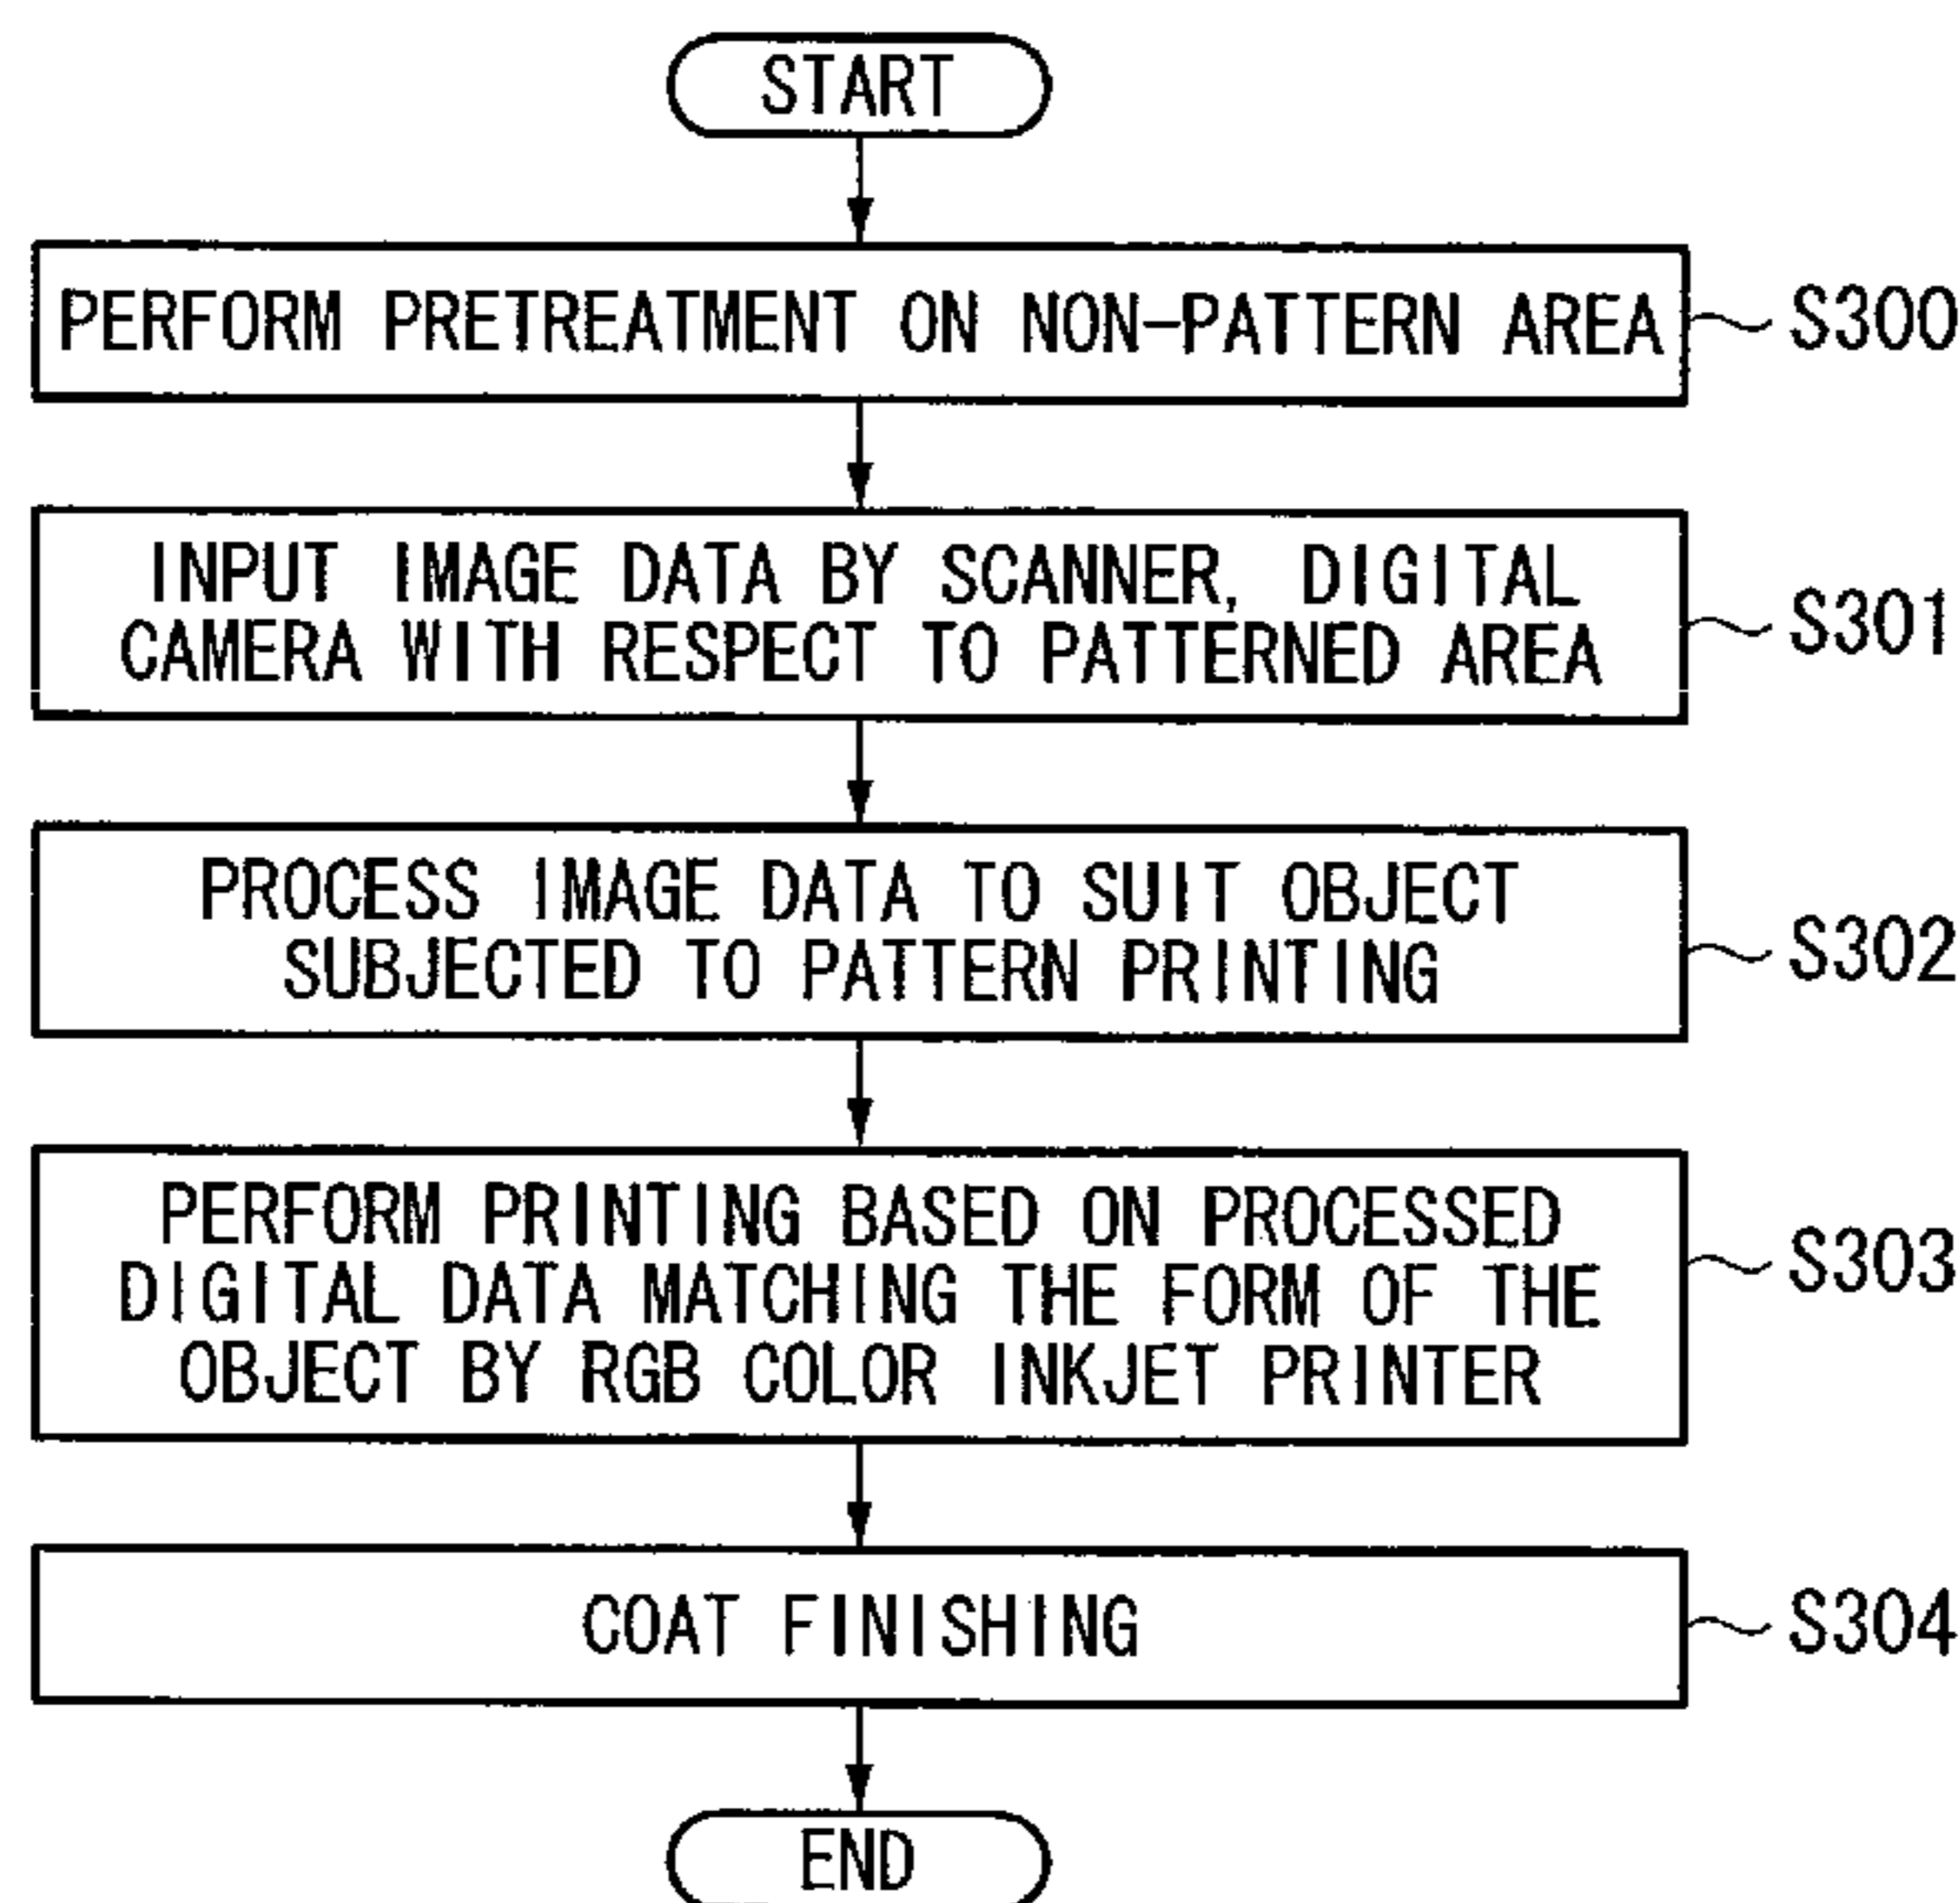 START
PERFORM PRETREATMENT ON NON-PATTERN AREA
S300
INPUT IMAGE DATA BY SCANNER, DIGITAL
CAMERA WITH RESPECT TO PATTERNED AREA
S301
PROCESS IMAGE DATA TO SUIT OBJECT
SUBJECTED TO PATTERN PRINTING
S302
PERFORM PRINTING BASED ON PROCESSED
DIGITAL DATA MATCHING THE FORM OF THE
OBJECT BY RGB COLOR INKJET PRINTER
S303
COAT FINISHING
S304
END